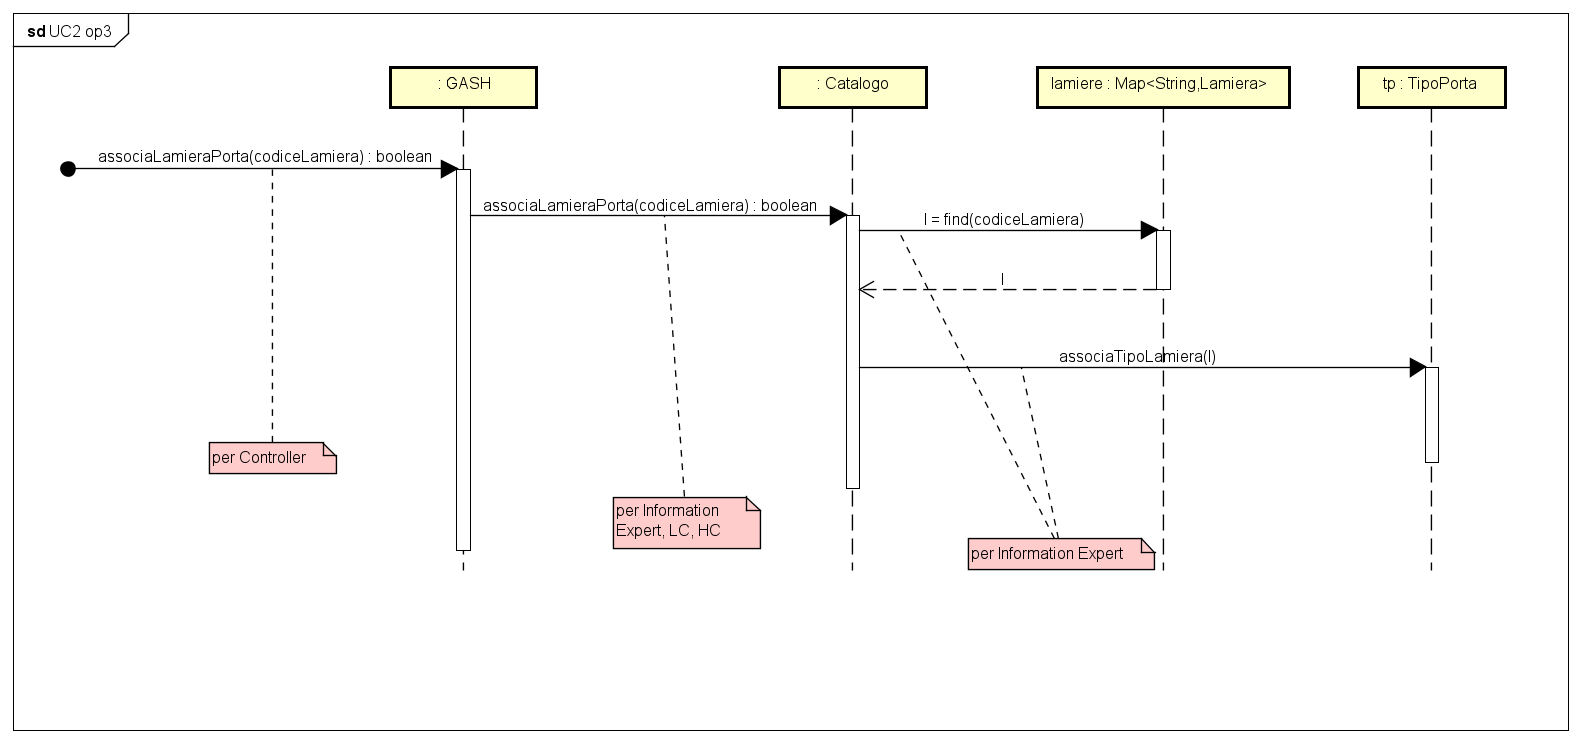 sd UC2 op3
: GASH
: Catalogo
lamiere : Map<String,Lamiera>
tp : TipoPorta
associaLamieraPorta(codiceLamiera) : boolean
associaLamieraPorta(codiceLamiera) : boolean
l = find(codiceLamiera)
l
associaTipoLamiera(l)
per Controller
per Information
Expert, LC, HC
per Information Expert